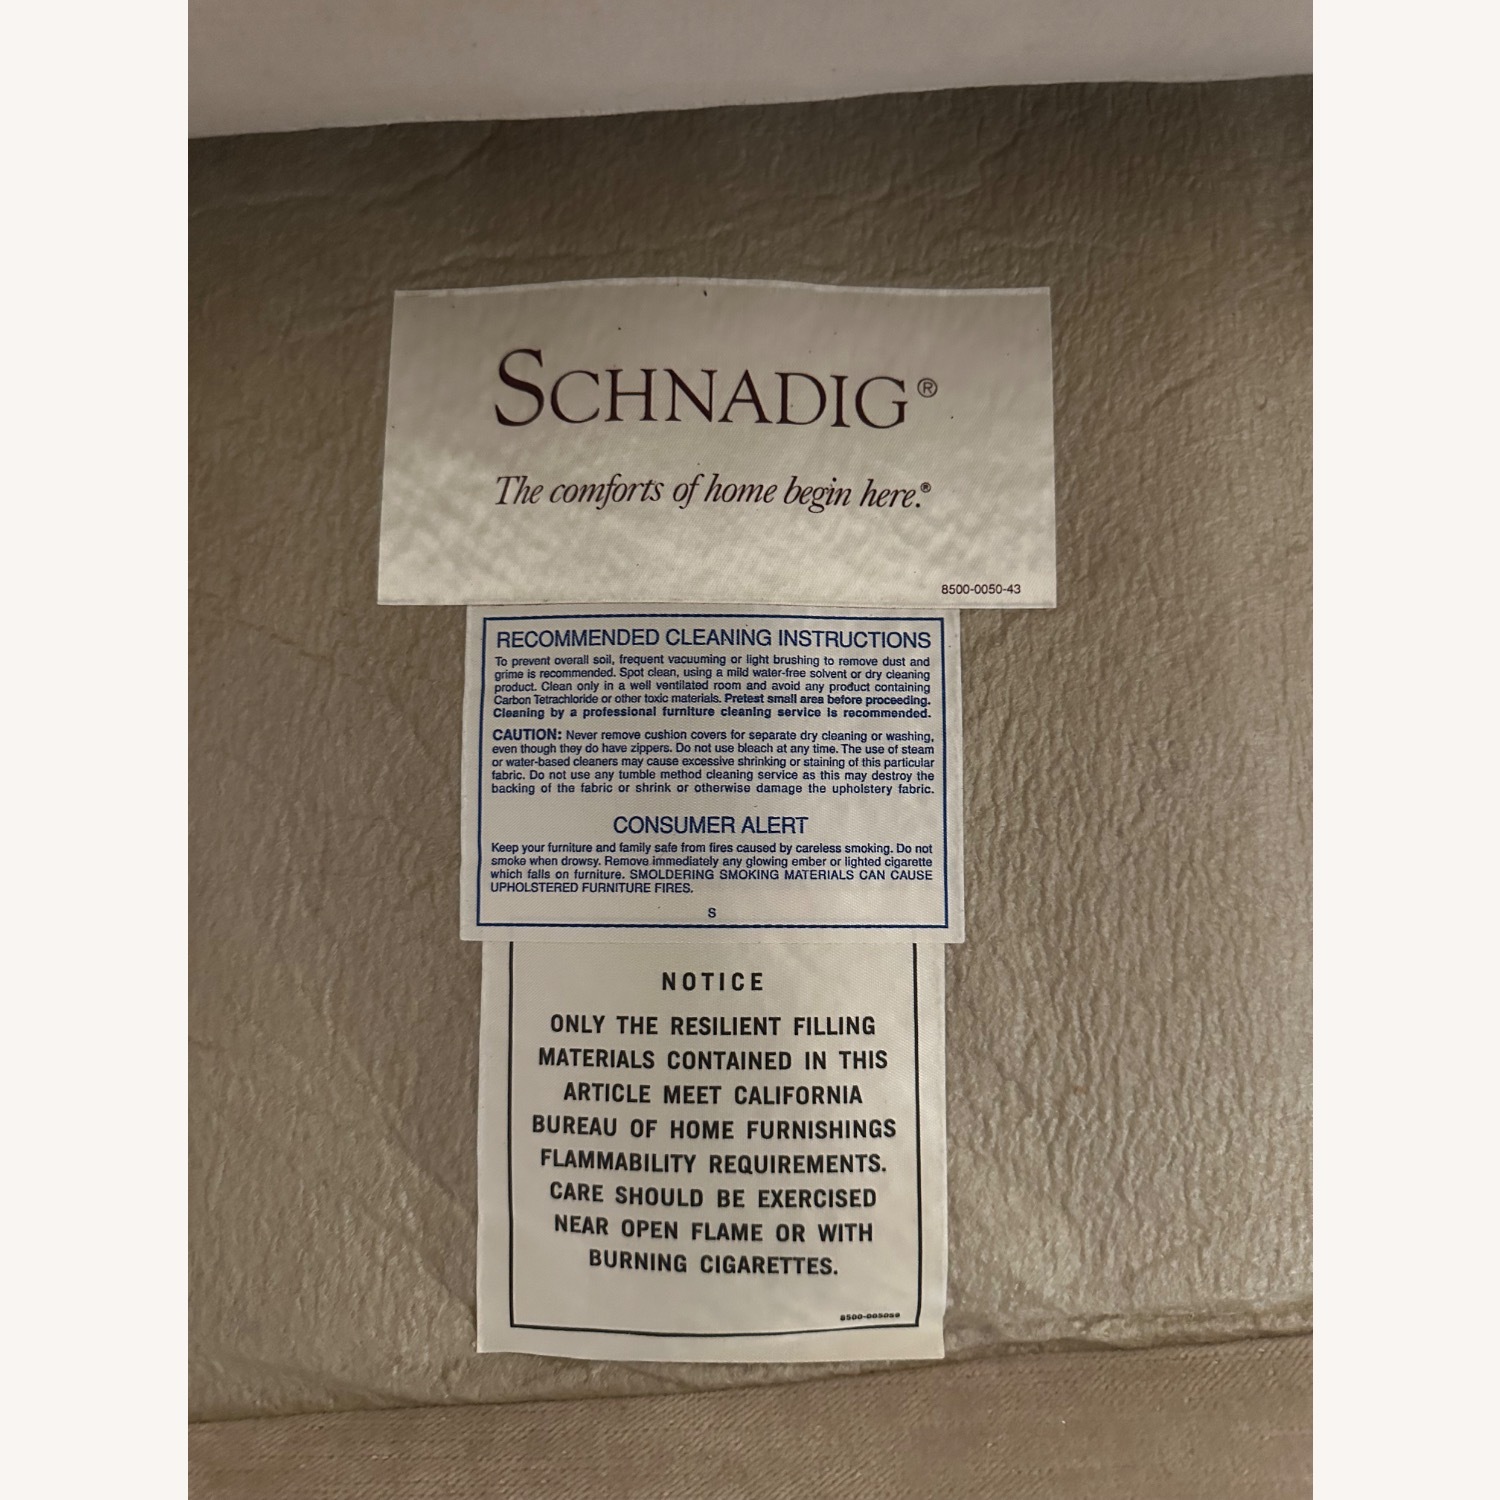 SCHNADIG®
The comforts of home begin here.®
8500-0050-43
RECOMMENDED CLEANING INSTRUCTIONS
To prevent overall soil, frequent vacuuming or light brushing to remove dust and
grime is recommended. Spot clean, using a mild water-free solvent or dry cleaning
product. Clean only in a well ventilated room and avoid any product containing
Carbon Tetrachloride or other toxic materials. Pretest small area before proceeding.
Cleaning by a professional furniture cleaning service is recommended.
CAUTION: Never remove cushion covers for separate dry cleaning or washing,
even though they do have zippers. Do not use bleach at any time. The use of steam
or water-based cleaners may cause excessive shrinking or staining of this particular
fabric. Do not use any tumble method cleaning service as this may destroy the
backing of the fabric or shrink or otherwise damage the upholstery fabric.
CONSUMER ALERT
Keep your furniture and family safe from fires caused by careless smoking. Do not
smoke when drowsy. Remove immediately any glowing ember or lighted cigarette
which falls on furniture. SMOLDERING SMOKING MATERIALS CAN CAUSE
UPHOLSTERED FURNITURE FIRES.
S
NOTICE
ONLY THE RESILIENT FILLING
MATERIALS CONTAINED IN THIS
ARTICLE MEET CALIFORNIA
BUREAU OF HOME FURNISHINGS
FLAMMABILITY REQUIREMENTS.
CARE SHOULD BE EXERCISED
NEAR OPEN FLAME OR WITH
BURNING CIGARETTES.